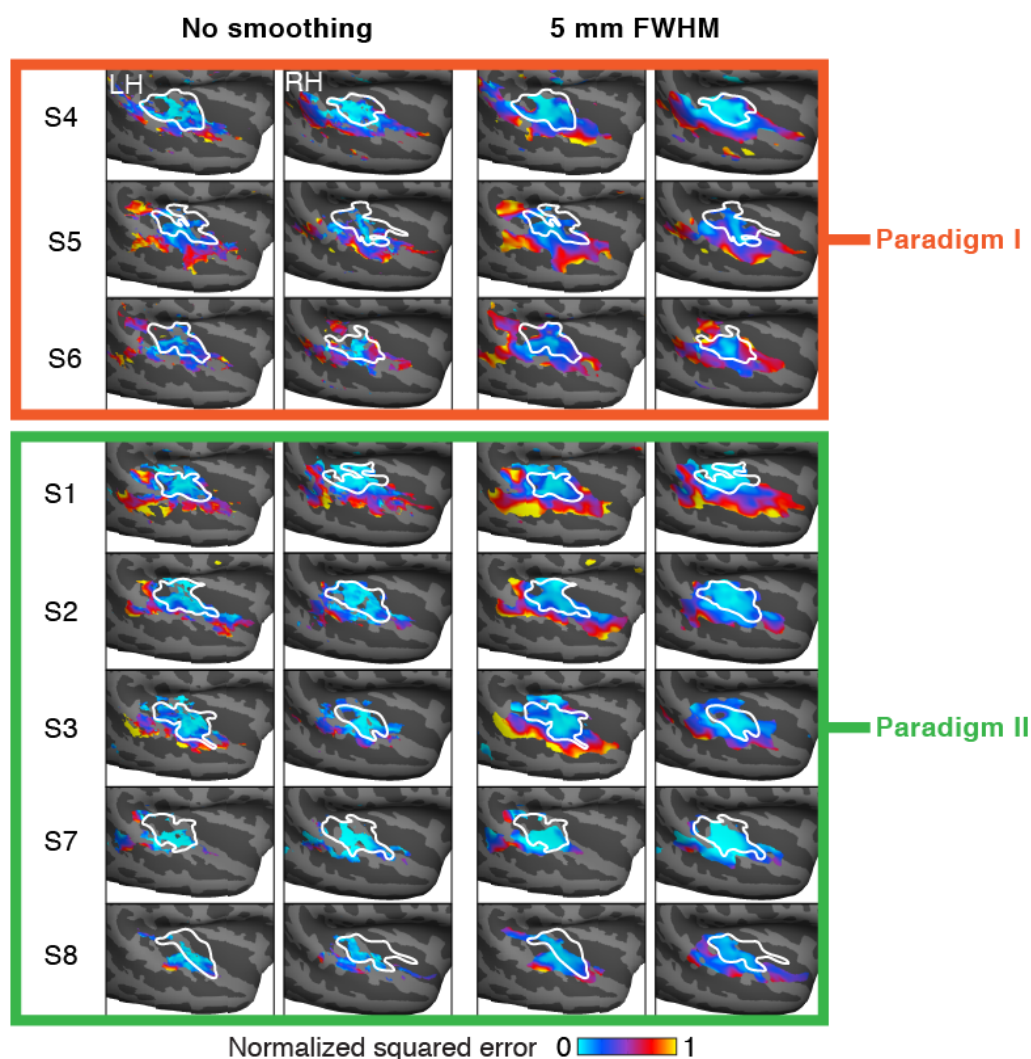 No smoothing 5 mm FWHM
LH RH
S4
S5 Paradigm I
S6
S1
S2
S3 Paradigm II
S7
S8
Normalized squared error 0 1